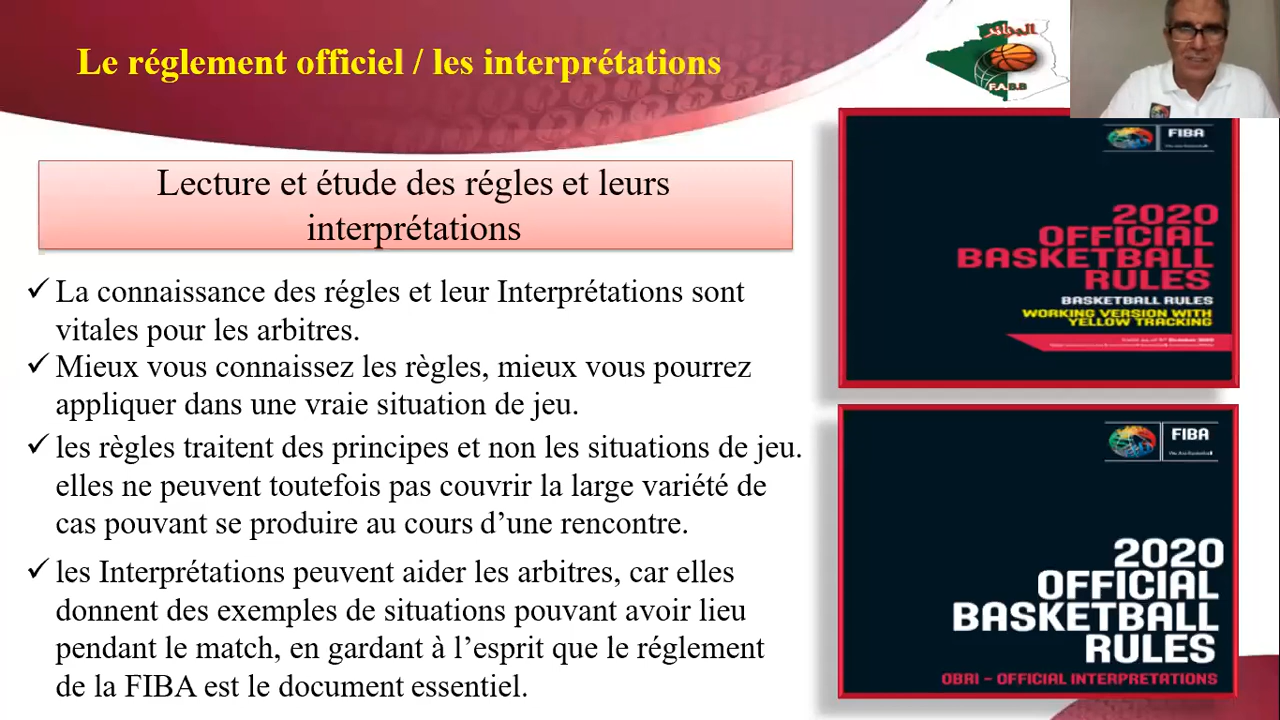 Le réglement officiel / les interprétations
الجزائر
F.A.B.B
Lecture et étude des régles et leurs
interprétations
✓ La connaissance des régles et leur Interprétations sont
vitales pour les arbitres.
✓ Mieux vous connaissez les règles, mieux vous pourrez
appliquer dans une vraie situation de jeu.
✓ les règles traitent des principes et non les situations de jeu.
elles ne peuvent toutefois pas couvrir la large variété de
cas pouvant se produire au cours d’une rencontre.
✓ les Interprétations peuvent aider les arbitres, car elles
donnent des exemples de situations pouvant avoir lieu
pendant le match, en gardant à l’esprit que le réglement
de la FIBA est le document essentiel.
FIBA
2020
OFFICIAL
BASKETBALL
RULES
BASKETBALL RULES
WORKING VERSION WITH
YELLOW TRACKING
FIBA
We Are Basketball
2020
OFFICIAL
BASKETBALL
RULES
OBRI – OFFICIAL INTERPRETATIONS